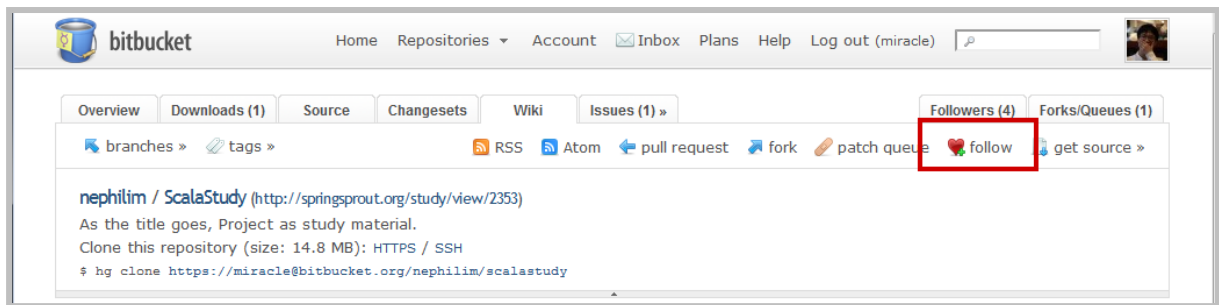 bitbucket Home Repositories Account Inbox Plans Help Log out (miracle)
Overview Downloads (1) Source Changesets Wiki Issues (1) » Followers (4) Forks/Queues (1)
branches » tags » RSS Atom pull request fork patch queue follow get source »
nephilim / ScalaStudy (http://springsprout.org/study/view/2353)
As the title goes, Project as study material.
Clone this repository (size: 14.8 MB): HTTPS / SSH
$ hg clone https://miracle@bitbucket.org/nephilim/scalastudy